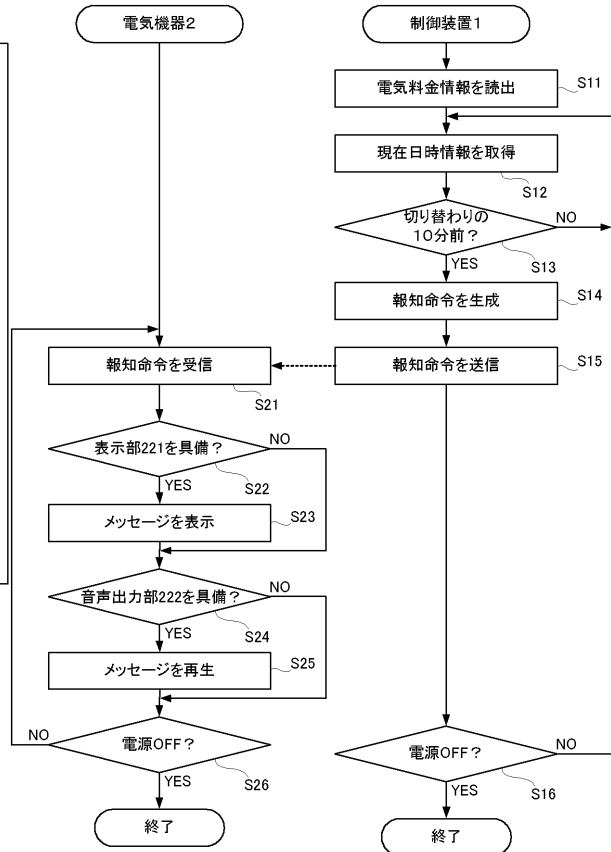 電気機器2
制御装置1
電気料金情報を読出
S11
現在日時情報を取得
S12
切り替わりの
10分前?
NO
S13
YES
報知命令を生成
S14
報知命令を受信
S21
報知命令を送信
S15
表示部221を具備?
NO
S22
YES
メッセージを表示
S23
音声出力部222を具備?
NO
S24
YES
メッセージを再生
S25
NO
電源OFF?
S26
YES
終了
電源OFF?
NO
S16
YES
終了